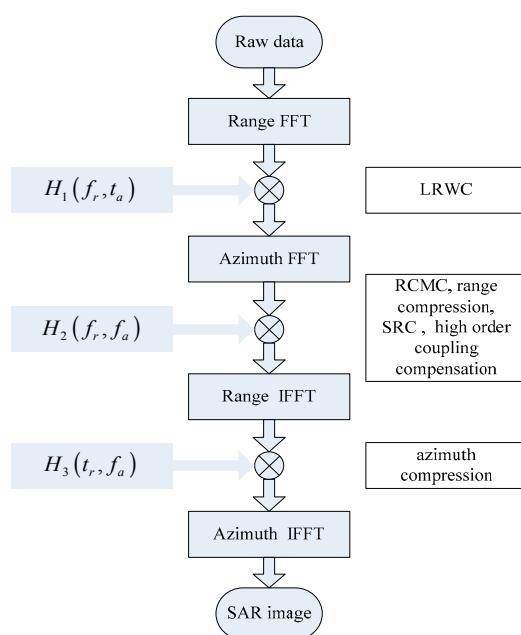 Raw data
Range FFT
H₁(fᵣ, tₐ)
LRWC
Azimuth FFT
H₂(fᵣ, fₐ)
RCMC, range
compression,
SRC , high order
coupling
compensation
Range IFFT
H₃(tᵣ, fₐ)
azimuth
compression
Azimuth IFFT
SAR image